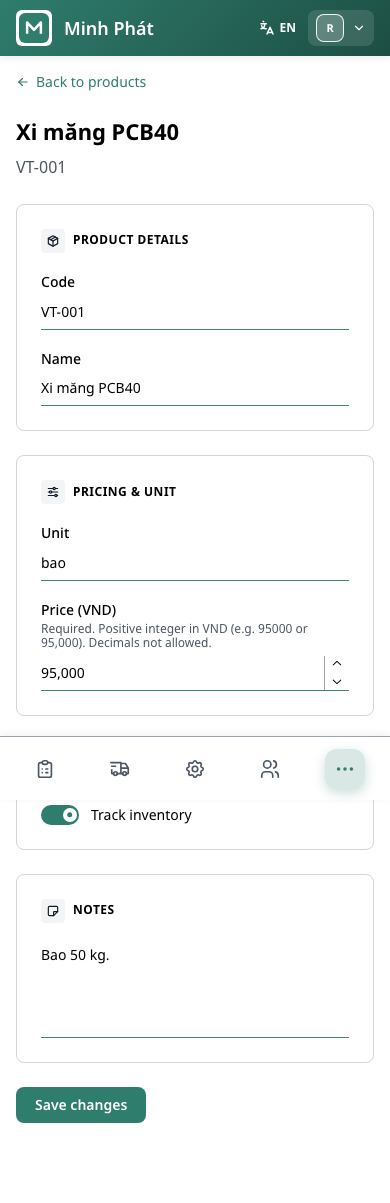 Minh Phát
EN
R
Back to products
Xi măng PCB40
VT-001
PRODUCT DETAILS
Code
VT-001
Name
Xi măng PCB40
PRICING & UNIT
Unit
bao
Price (VND)
Required. Positive integer in VND (e.g. 95000 or
95,000). Decimals not allowed.
95,000
Track inventory
NOTES
Bao 50 kg.
Save changes